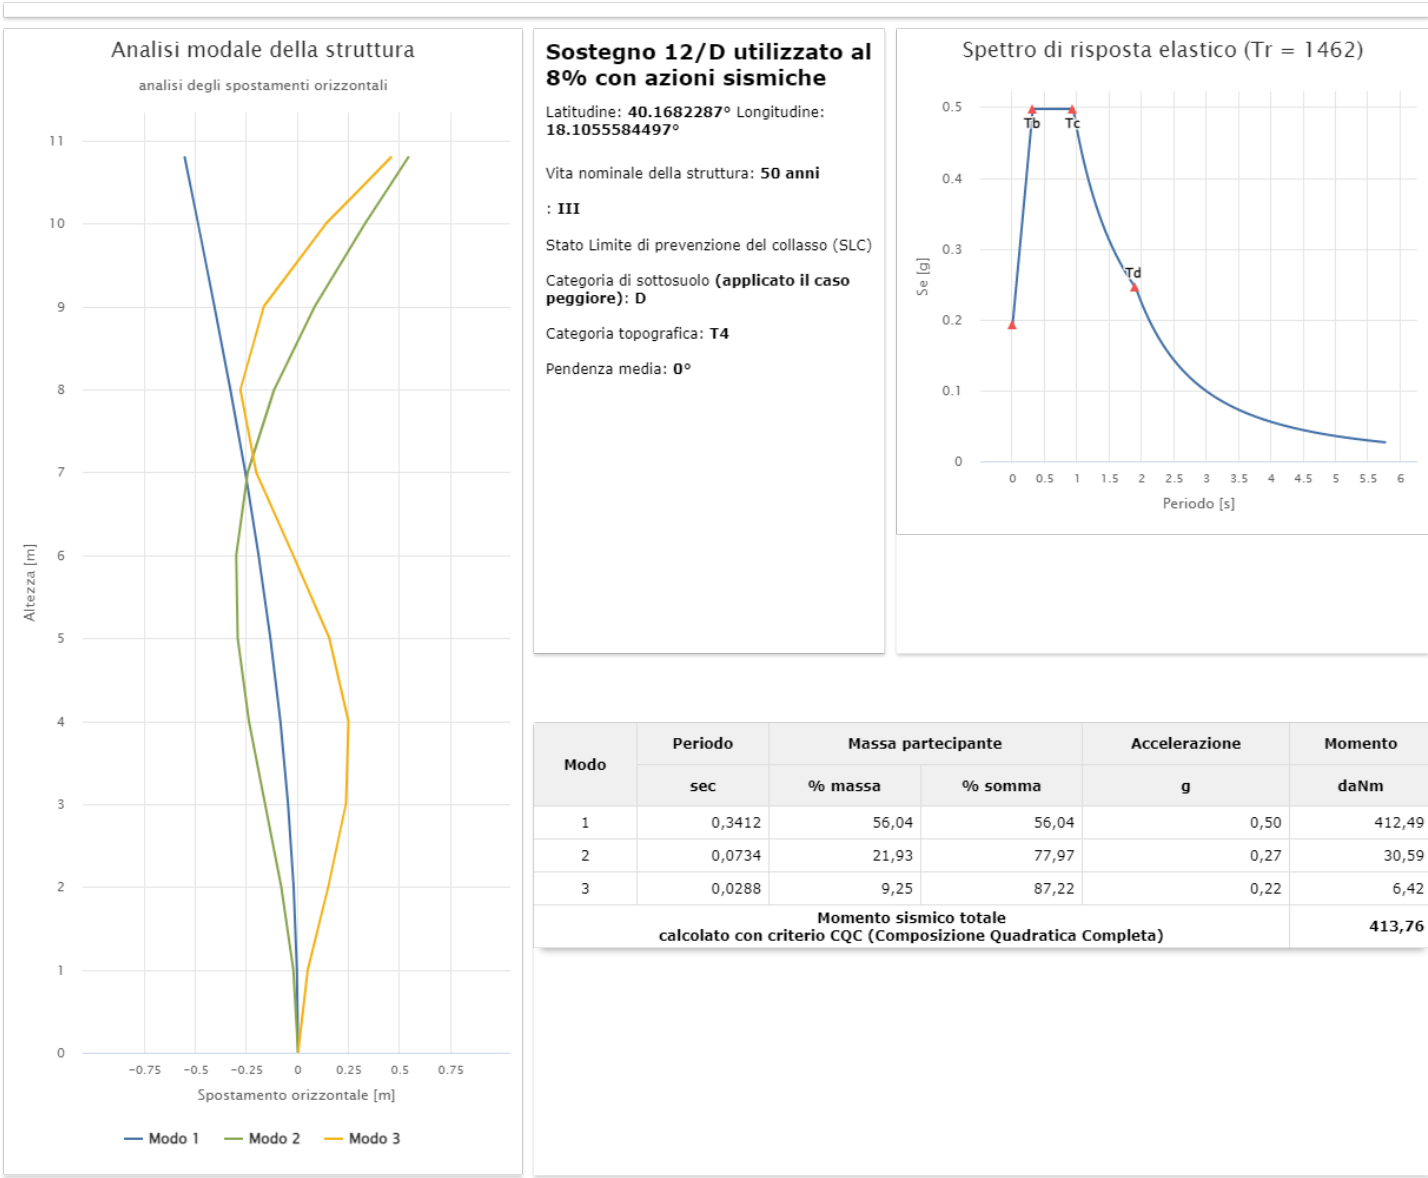 Analisi modale della struttura
analisi degli spostamenti orizzontali
11
10
9
8
7
6
5
4
3
2
1
0
Altezza [m]
−0.75 −0.5 −0.25 0 0.25 0.5 0.75
Spostamento orizzontale [m]
Modo 1 Modo 2 Modo 3
Sostegno 12/D utilizzato al
8% con azioni sismiche
Latitudine: 40.1682287° Longitudine:
18.1055584497°
Vita nominale della struttura: 50 anni
: III
Stato Limite di prevenzione del collasso (SLC)
Categoria di sottosuolo (applicato il caso
peggiore): D
Categoria topografica: T4
Pendenza media: 0°
Spettro di risposta elastico (Tr = 1462)
0.5
0.4
0.3
0.2
0.1
0
Se [g]
Tb Tc
Td
0 0.5 1 1.5 2 2.5 3 3.5 4 4.5 5 5.5 6
Periodo [s]
Modo Periodo Massa partecipante Accelerazione Momento
sec % massa % somma g daNm
1 0,3412 56,04 56,04 0,50 412,49
2 0,0734 21,93 77,97 0,27 30,59
3 0,0288 9,25 87,22 0,22 6,42
Momento sismico totale
calcolato con criterio CQC (Composizione Quadratica Completa) 413,76